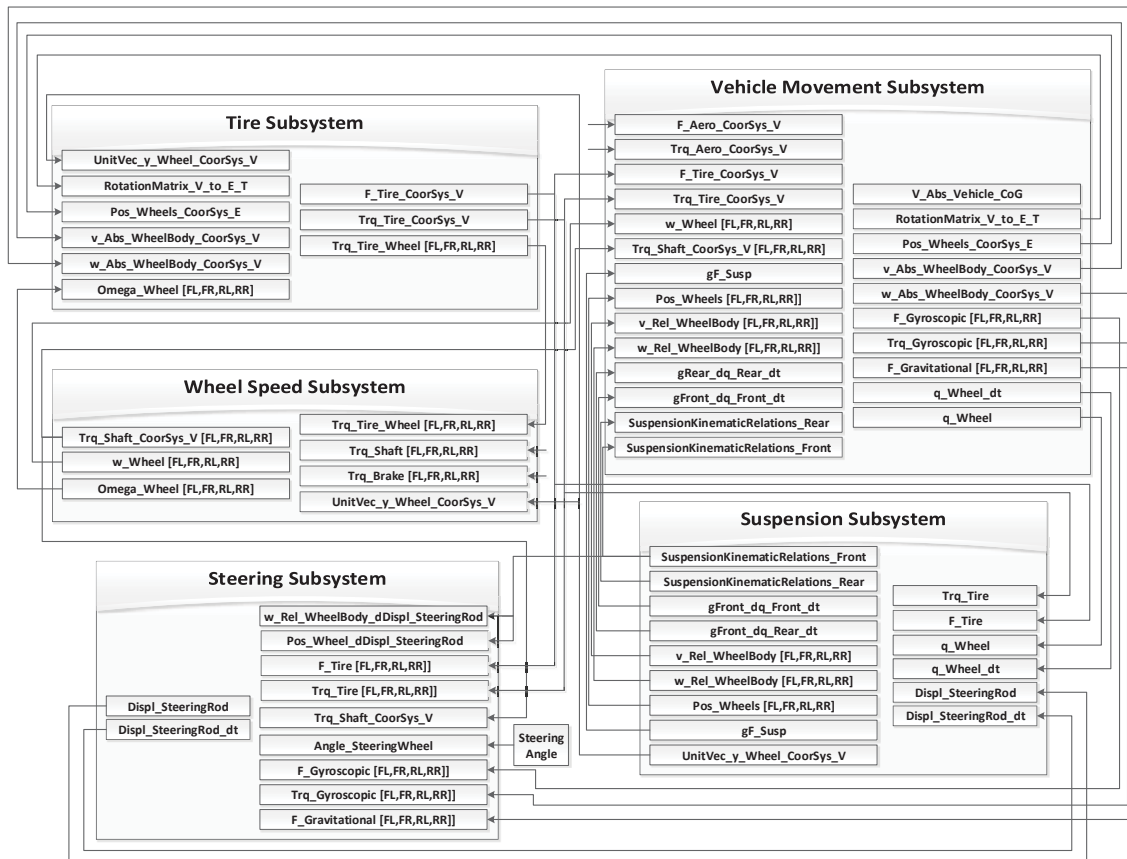 Tire Subsystem
UnitVec_y_Wheel_CoorSys_V
RotationMatrix_V_to_E_T
Pos_Wheels_CoorSys_E
v_Abs_WheelBody_CoorSys_V
w_Abs_WheelBody_CoorSys_V
Omega_Wheel [FL,FR,RL,RR]
F_Tire_CoorSys_V
Trq_Tire_CoorSys_V
Trq_Tire_Wheel [FL,FR,RL,RR]
Vehicle Movement Subsystem
F_Aero_CoorSys_V
Trq_Aero_CoorSys_V
F_Tire_CoorSys_V
Trq_Tire_CoorSys_V
w_Wheel [FL,FR,RL,RR]
Trq_Shaft_CoorSys_V [FL,FR,RL,RR]
gF_Susp
Pos_Wheels [FL,FR,RL,RR]]
v_Rel_WheelBody [FL,FR,RL,RR]]
w_Rel_WheelBody [FL,FR,RL,RR]]
gRear_dq_Rear_dt
gFront_dq_Front_dt
SuspensionKinematicRelations_Rear
SuspensionKinematicRelations_Front
V_Abs_Vehicle_CoG
RotationMatrix_V_to_E_T
Pos_Wheels_CoorSys_E
v_Abs_WheelBody_CoorSys_V
w_Abs_WheelBody_CoorSys_V
F_Gyroscopic [FL,FR,RL,RR]
Trq_Gyroscopic [FL,FR,RL,RR]
F_Gravitational [FL,FR,RL,RR]
q_Wheel_dt
q_Wheel
Wheel Speed Subsystem
Trq_Shaft_CoorSys_V [FL,FR,RL,RR]
w_Wheel [FL,FR,RL,RR]
Omega_Wheel [FL,FR,RL,RR]
Trq_Tire_Wheel [FL,FR,RL,RR]
Trq_Shaft [FL,FR,RL,RR]
Trq_Brake [FL,FR,RL,RR]
UnitVec_y_Wheel_CoorSys_V
Suspension Subsystem
SuspensionKinematicRelations_Front
SuspensionKinematicRelations_Rear
gFront_dq_Front_dt
gFront_dq_Rear_dt
v_Rel_WheelBody [FL,FR,RL,RR]
w_Rel_WheelBody [FL,FR,RL,RR]
Pos_Wheels [FL,FR,RL,RR]
gF_Susp
UnitVec_y_Wheel_CoorSys_V
Trq_Tire
F_Tire
q_Wheel
q_Wheel_dt
Displ_SteeringRod
Displ_SteeringRod_dt
Steering Subsystem
Displ_SteeringRod
Displ_SteeringRod_dt
w_Rel_WheelBody_dDispl_SteeringRod
Pos_Wheel_dDispl_SteeringRod
F_Tire [FL,FR,RL,RR]]
Trq_Tire [FL,FR,RL,RR]]
Trq_Shaft_CoorSys_V
Angle_SteeringWheel
F_Gyroscopic [FL,FR,RL,RR]]
Trq_Gyroscopic [FL,FR,RL,RR]]
F_Gravitational [FL,FR,RL,RR]]
Steering
Angle